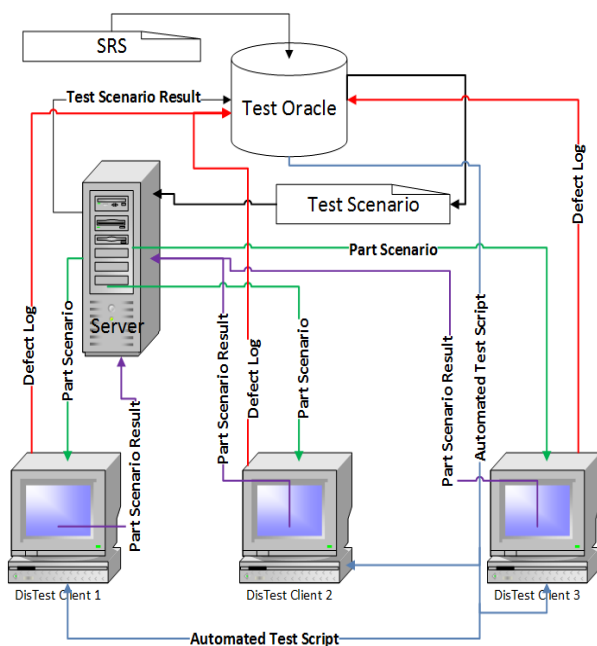 SRS
Test Scenario Result
Test Oracle
Test Scenario
Defect Log
Part Scenario
Server
Defect Log
Part Scenario
Part Scenario Result
Defect Log
Part Scenario
Part Scenario Result
Automated Test Script
Part Scenario Result
DisTest Client 1
DisTest Client 2
DisTest Client 3
Automated Test Script